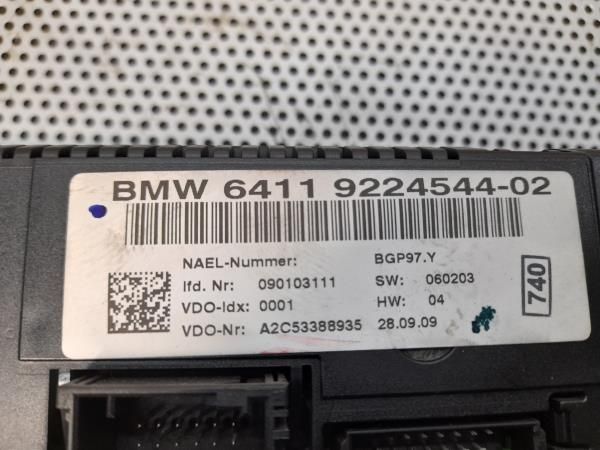 BMW 6411 9224544-02
NAEL-Nummer: BGP97.Y
lfd. Nr: 090103111 SW: 060203
VDO-Idx: 0001 HW: 04
VDO-Nr: A2C53388935 28.09.09
740